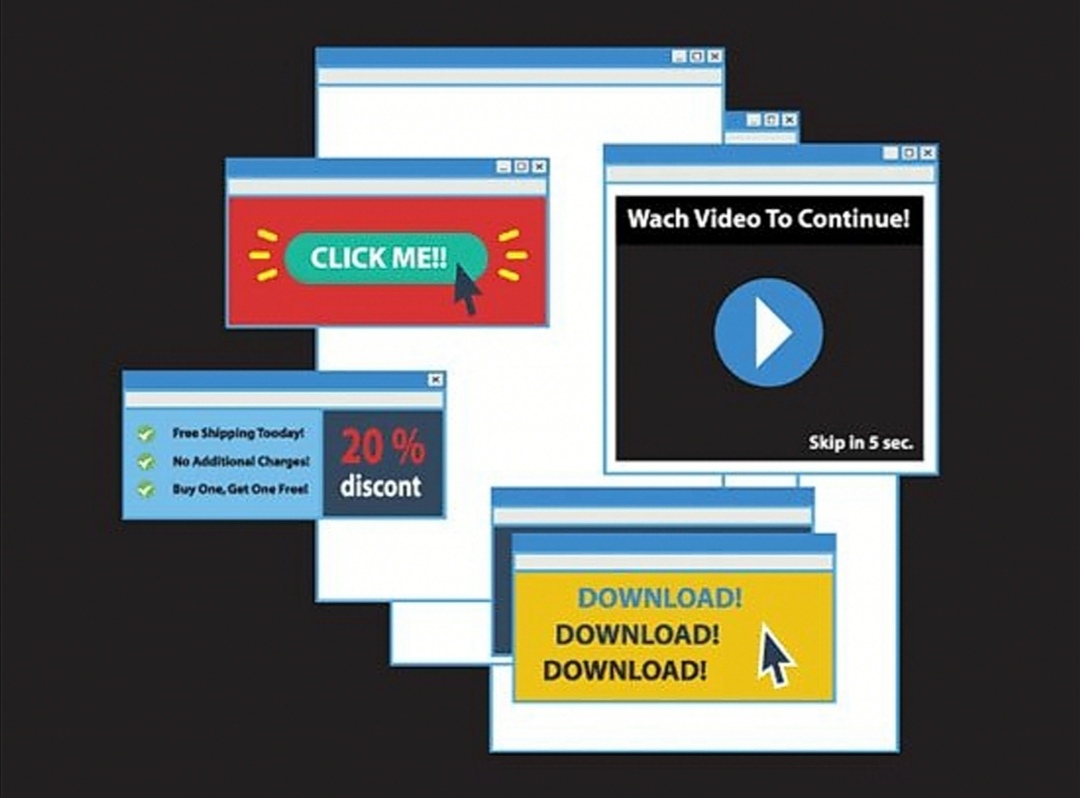 CLICK ME!!
Wach Video To Continue!
Skip in 5 sec.
Free Shipping Tooday!
No Additional Charges!
Buy One, Get One Free!
20 %
discont
DOWNLOAD!
DOWNLOAD!
DOWNLOAD!